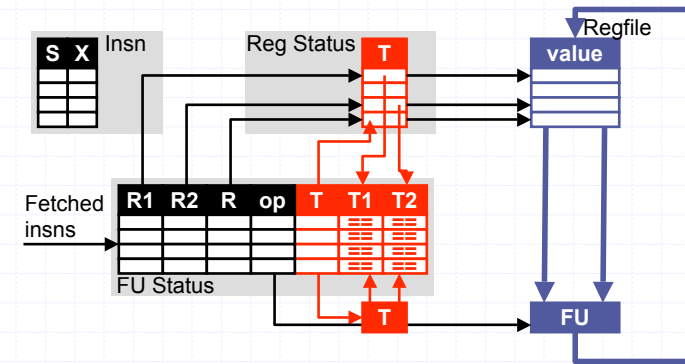 Insn
S X
Reg Status
T
Regfile
value
Fetched
insns
R1 R2 R op T T1 T2
FU Status
T
FU